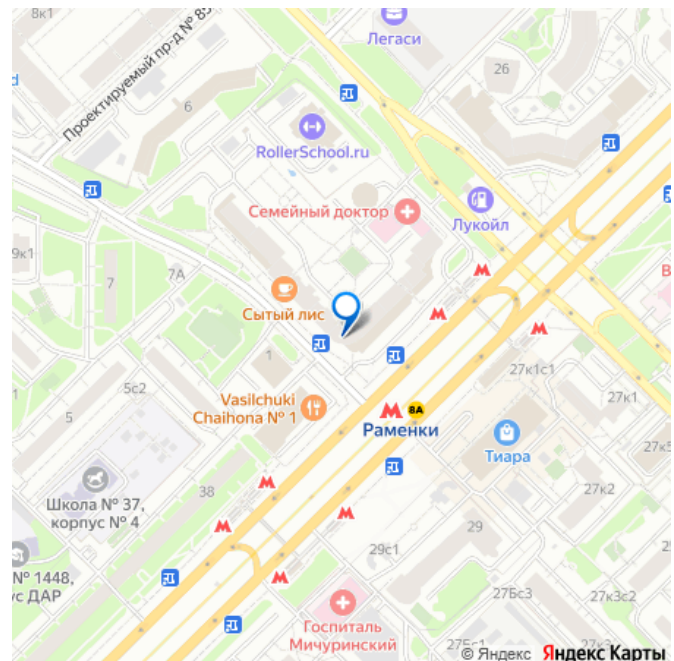 8к1
Легаси
Проектируемый пр-д № 85
26
6
RollerSchool.ru
Семейный доктор
Лукойл
9к1
7
7А
В
Сытый лис
1
27к1с1
5с2
27к1
Vasilchuki
Chaihona № 1
М
8А
Раменки
5
Тиара
27к5
Школа № 37,
корпус № 4
38
27к2
29
№ 1448,
ус ДАР
29с1
27Бс3
27к3с2
Госпиталь
Мичуринский
© Яндекс Яндекс Карты